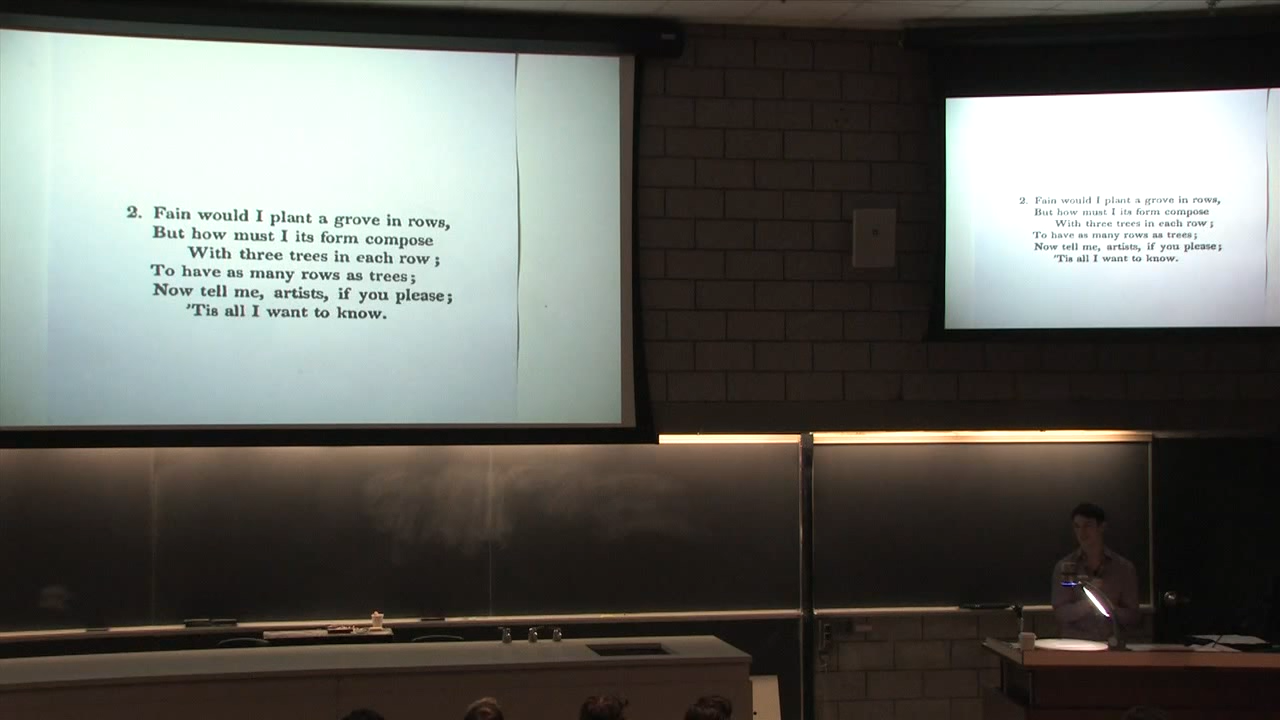 2. Fain would I plant a grove in rows,
But how must I its form compose
With three trees in each row;
To have as many rows as trees;
Now tell me, artists, if you please;
'Tis all I want to know.
2. Fain would I plant a grove in rows,
But how must I its form compose
With three trees in each row;
To have as many rows as trees;
Now tell me, artists, if you please;
'Tis all I want to know.